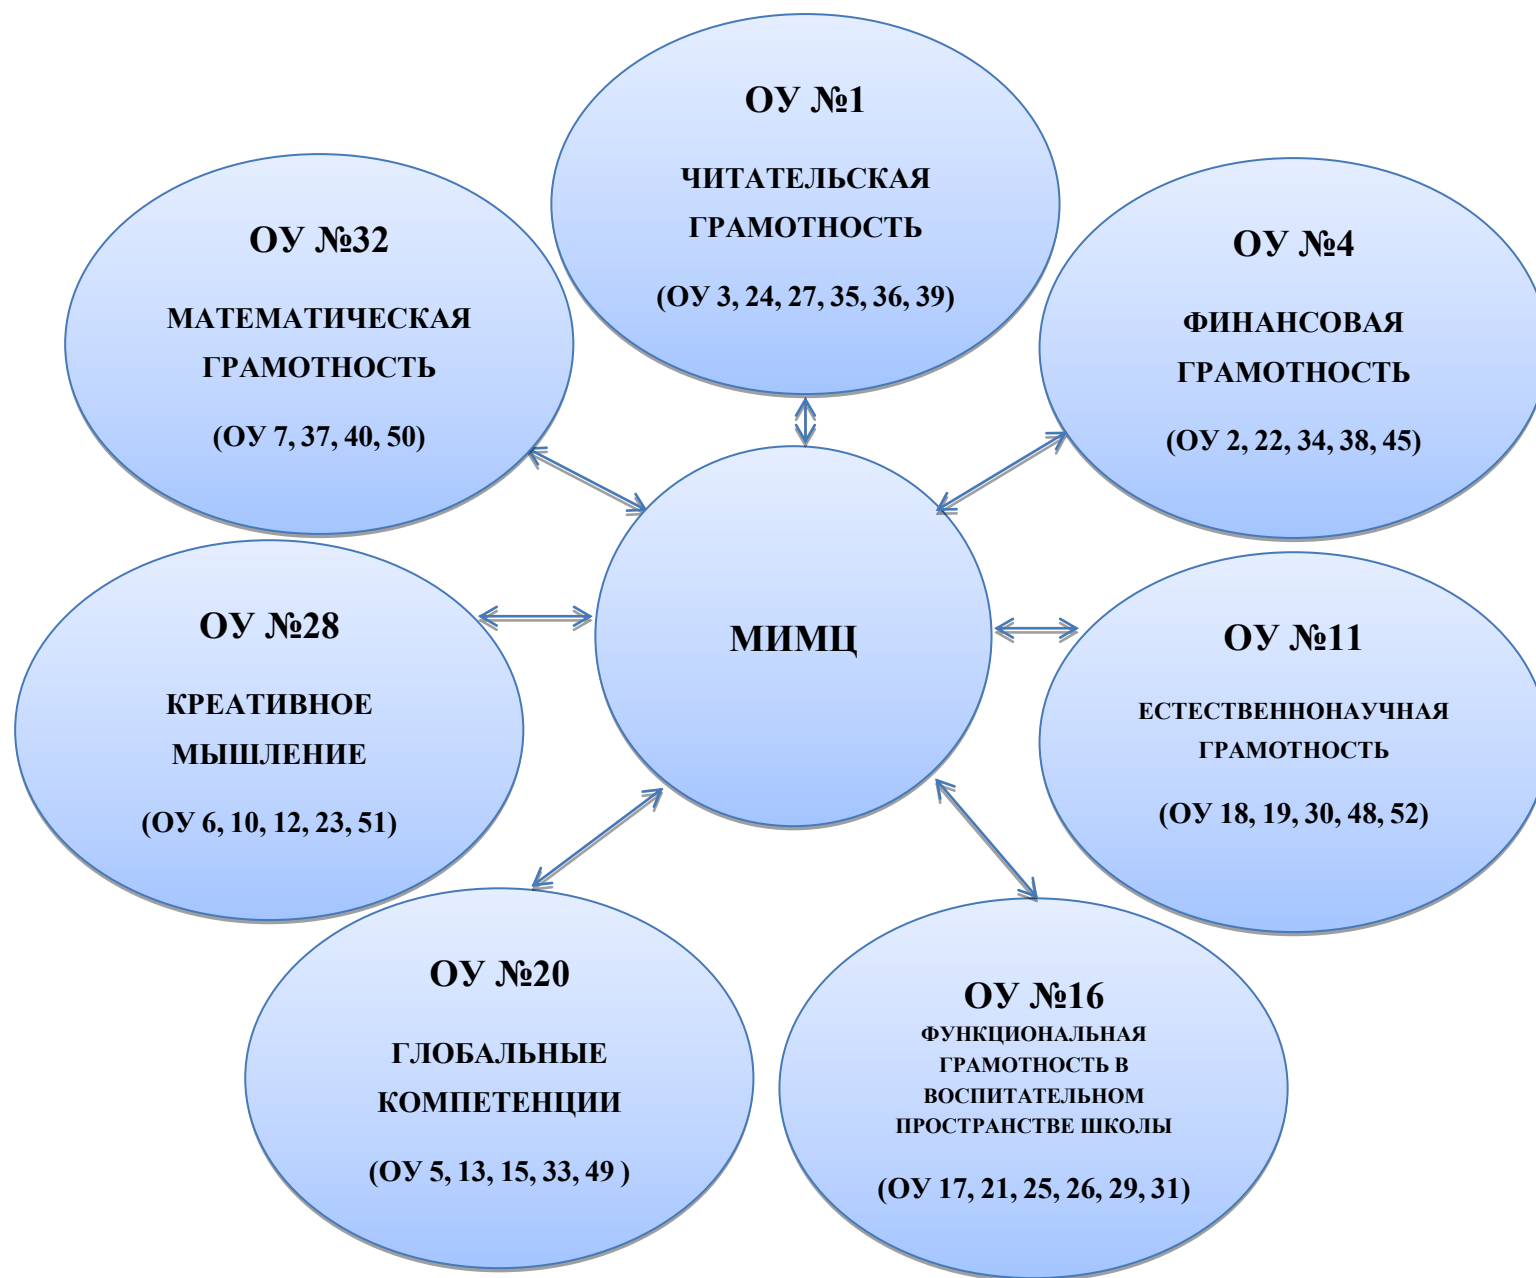 ОУ №1
ЧИТАТЕЛЬСКАЯ
ГРАМОТНОСТЬ
(ОУ 3, 24, 27, 35, 36, 39)
ОУ №32
МАТЕМАТИЧЕСКАЯ
ГРАМОТНОСТЬ
(ОУ 7, 37, 40, 50)
ОУ №4
ФИНАНСОВАЯ
ГРАМОТНОСТЬ
(ОУ 2, 22, 34, 38, 45)
ОУ №28
КРЕАТИВНОЕ
МЫШЛЕНИЕ
(ОУ 6, 10, 12, 23, 51)
МИМЦ
ОУ №11
ЕСТЕСТВЕННОНАУЧНАЯ
ГРАМОТНОСТЬ
(ОУ 18, 19, 30, 48, 52)
ОУ №20
ГЛОБАЛЬНЫЕ
КОМПЕТЕНЦИИ
(ОУ 5, 13, 15, 33, 49 )
ОУ №16
ФУНКЦИОНАЛЬНАЯ
ГРАМОТНОСТЬ В
ВОСПИТАТЕЛЬНОМ
ПРОСТРАНСТВЕ ШКОЛЫ
(ОУ 17, 21, 25, 26, 29, 31)